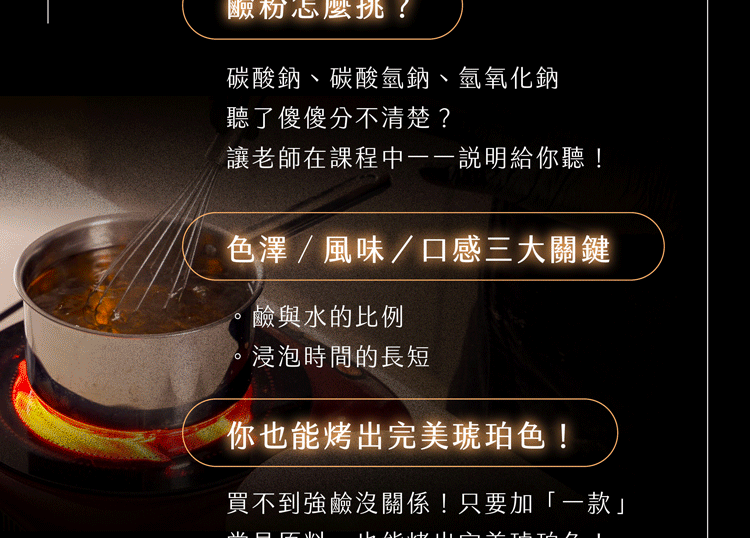 鹼粉怎麼挑？
碳酸鈉、碳酸氫鈉、氫氧化鈉
聽了傻傻分不清楚？
讓老師在課程中一一説明給你聽！
色澤／風味／口感三大關鍵
。鹼與水的比例
。浸泡時間的長短
你也能烤出完美琥珀色！
買不到強鹼沒關係！只要加「一款」